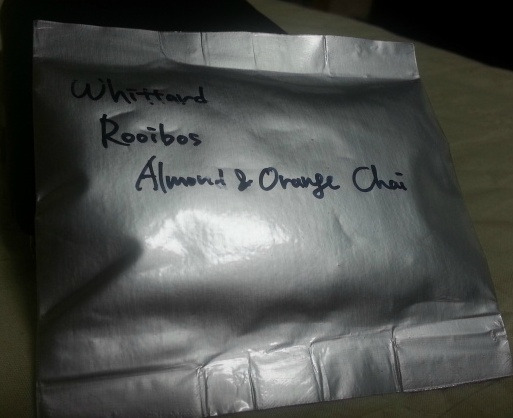 Whittard
Rooibos
Almond & Orange Chai